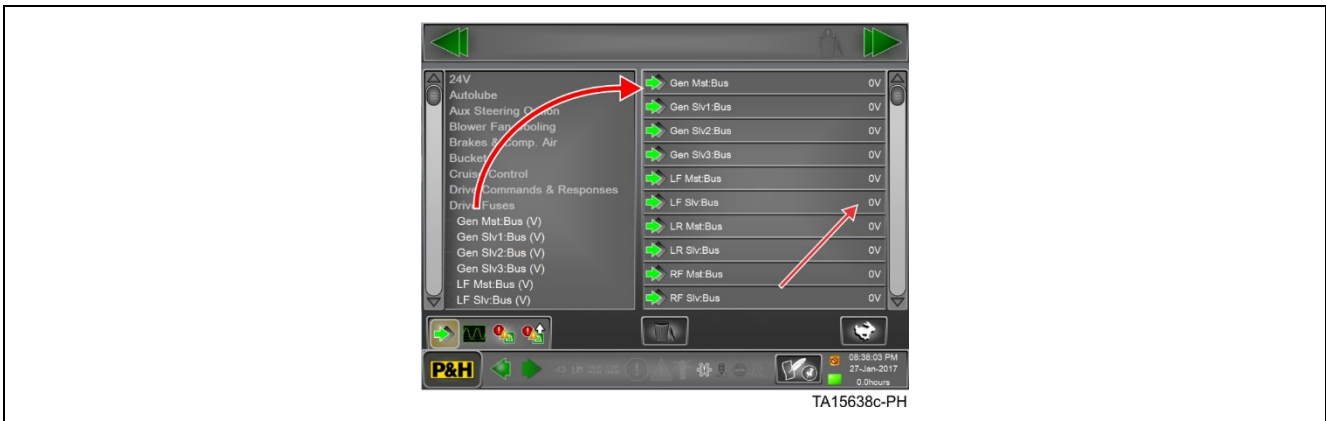 24V
Autolube
Aux Steering Option
Blower Fan Cooling
Brakes & Comp. Air
Bucket
Cruise Control
Drive Commands & Responses
Drive Fuses
Gen Mst:Bus (V)
Gen Slv1:Bus (V)
Gen Slv2:Bus (V)
Gen Slv3:Bus (V)
LF Mst:Bus (V)
LF Slv:Bus (V)
Gen Mst:Bus 0V
Gen Slv1:Bus 0V
Gen Slv2:Bus 0V
Gen Slv3:Bus 0V
LF Mst:Bus 0V
LF Slv:Bus 0V
LR Mst:Bus 0V
LR Slv:Bus 0V
RF Mst:Bus 0V
RF Slv:Bus 0V
P&H
LIM
08:38:03 PM
27-Jan-2017
0.0hours
TA15638c-PH